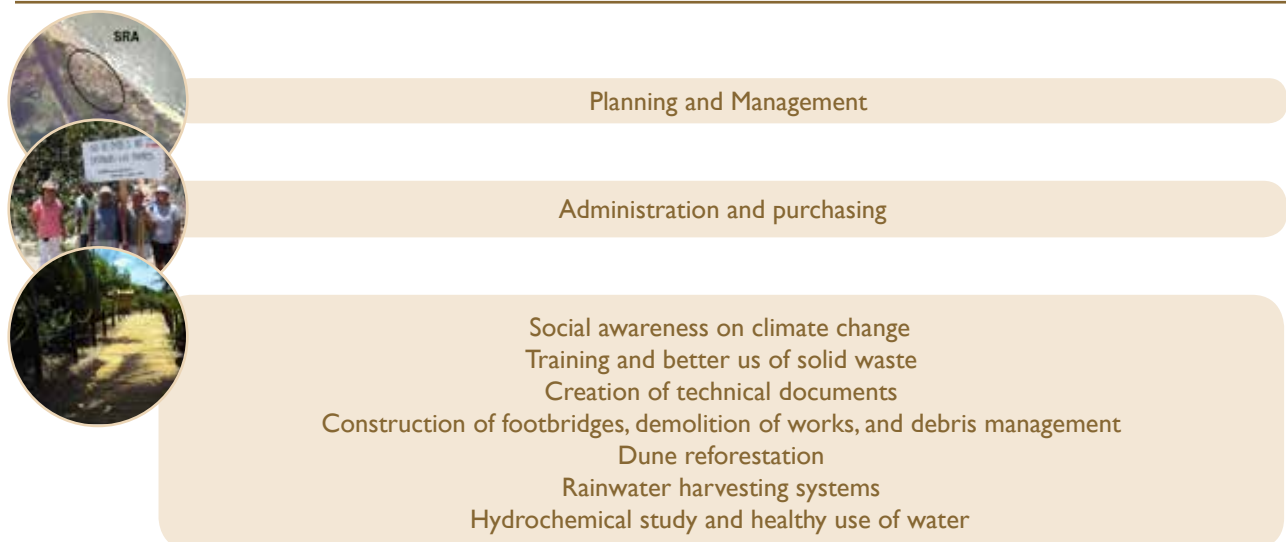 SRA
Planning and Management
Administration and purchasing
Social awareness on climate change
Training and better us of solid waste
Creation of technical documents
Construction of footbridges, demolition of works, and debris management
Dune reforestation
Rainwater harvesting systems
Hydrochemical study and healthy use of water